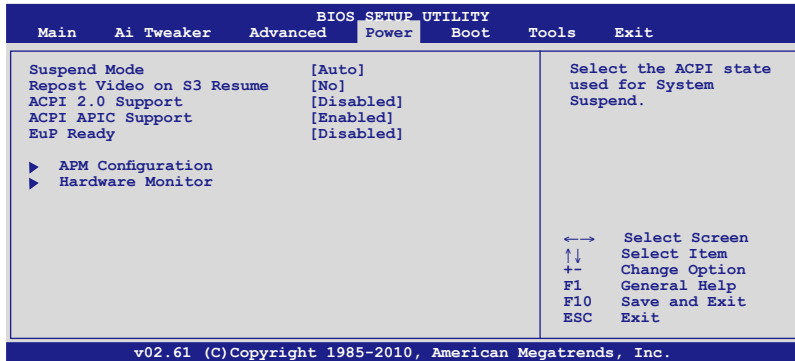 BIOS SETUP UTILITY
Main Ai Tweaker Advanced Power Boot Tools Exit
Suspend Mode [Auto]
Repost Video on S3 Resume [No]
ACPI 2.0 Support [Disabled]
ACPI APIC Support [Enabled]
EuP Ready [Disabled]
▶ APM Configuration
▶ Hardware Monitor
Select the ACPI state
used for System
Suspend.
←→ Select Screen
↑↓ Select Item
+- Change Option
F1 General Help
F10 Save and Exit
ESC Exit
v02.61 (C)Copyright 1985-2010, American Megatrends, Inc.